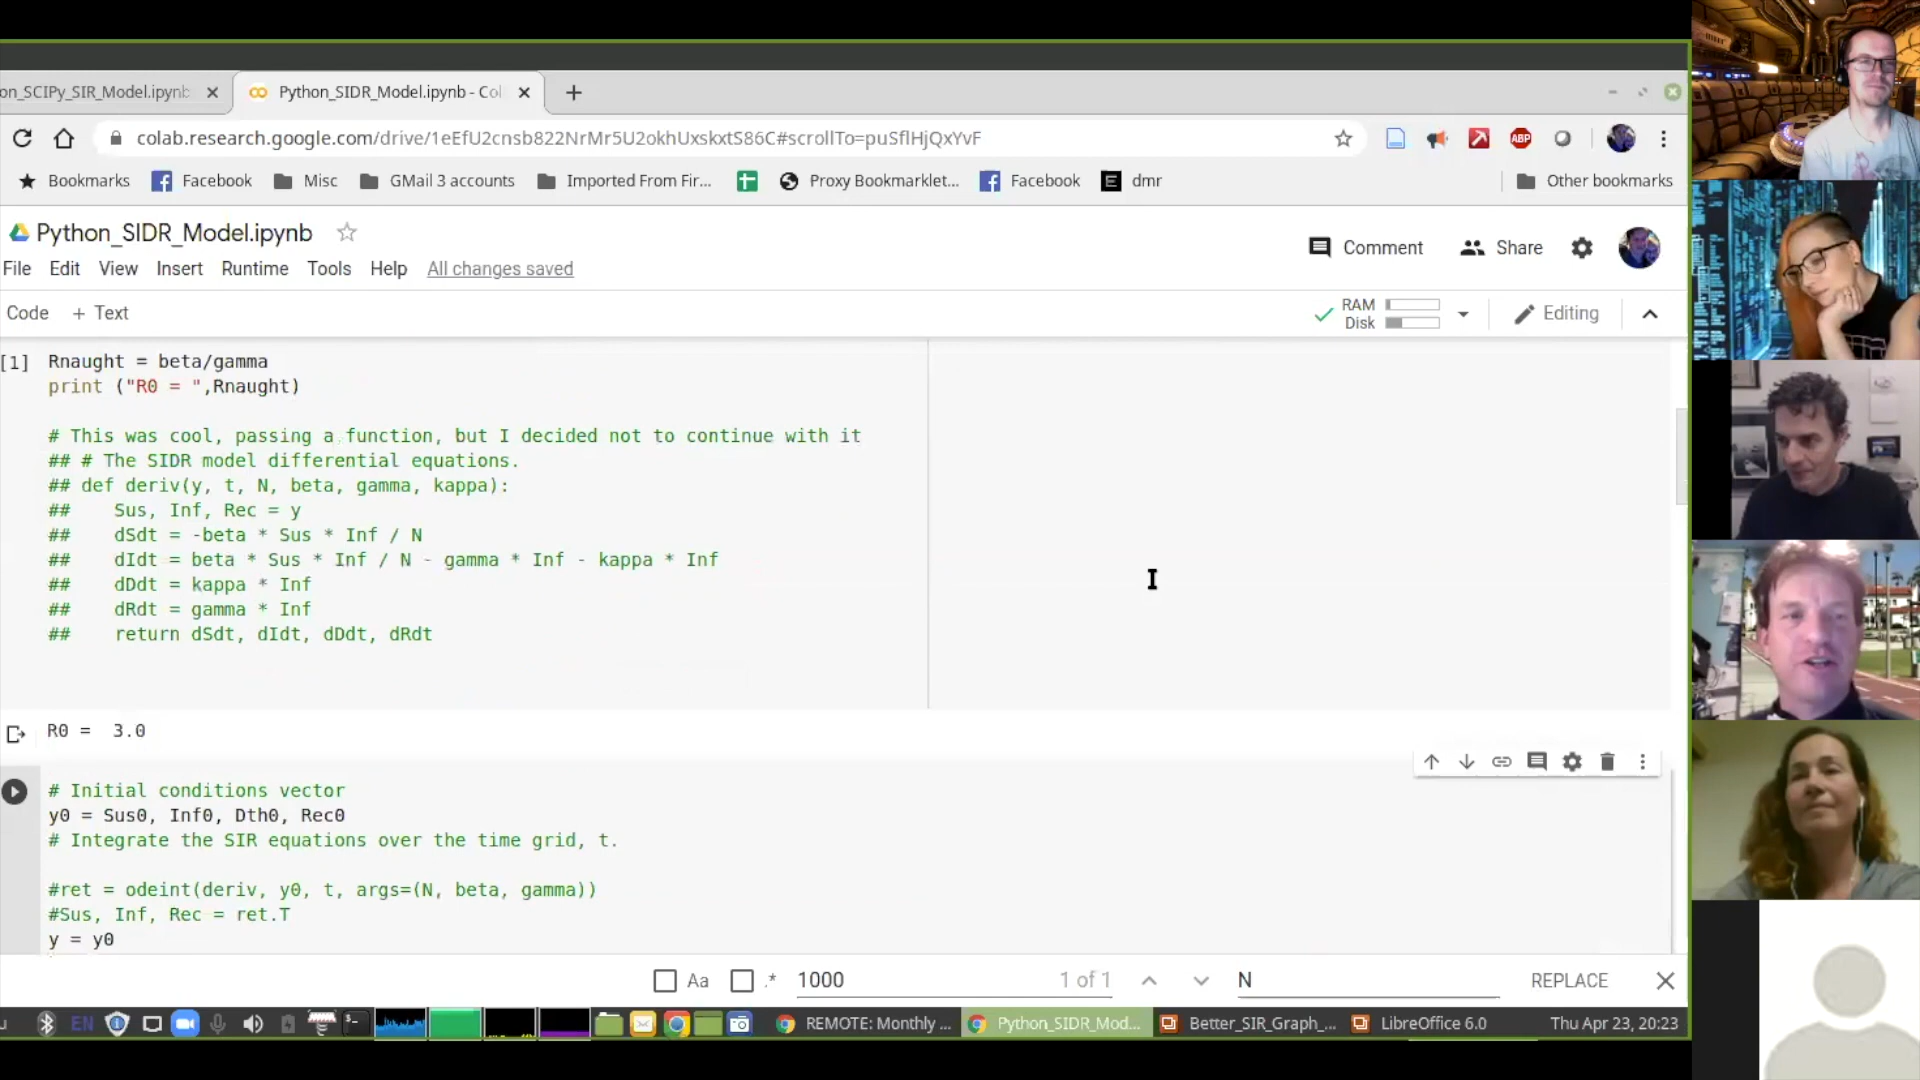 on_SCIPy_SIR_Model.ipynb
Python_SIDR_Model.ipynb - Col
colab.research.google.com/drive/1eEfU2cnsb822NrMr5U2okhUxskxtS86C#scrollTo=puSflHjQxYvF
ABP
Bookmarks Facebook Misc GMail 3 accounts Imported From Fir... Proxy Bookmarklet... Facebook E dmr Other bookmarks
Python_SIDR_Model.ipynb
Comment Share
File Edit View Insert Runtime Tools Help All changes saved
Code + Text
RAM
Disk
Editing
[1] Rnaught = beta/gamma
print ("R0 = ",Rnaught)
# This was cool, passing a function, but I decided not to continue with it
## # The SIDR model differential equations.
## def deriv(y, t, N, beta, gamma, kappa):
## Sus, Inf, Rec = y
## dSdt = -beta * Sus * Inf / N
## dIdt = beta * Sus * Inf / N - gamma * Inf - kappa * Inf
## dDdt = kappa * Inf
## dRdt = gamma * Inf
## return dSdt, dIdt, dDdt, dRdt
R0 = 3.0
# Initial conditions vector
y0 = Sus0, Inf0, Dth0, Rec0
# Integrate the SIR equations over the time grid, t.
#ret = odeint(deriv, y0, t, args=(N, beta, gamma))
#Sus, Inf, Rec = ret.T
y = y0
Aa .* 1000 1 of 1 N REPLACE
u EN REMOTE: Monthly ... Python_SIDR_Mod... Better_SIR_Graph_... LibreOffice 6.0 Thu Apr 23, 20:23